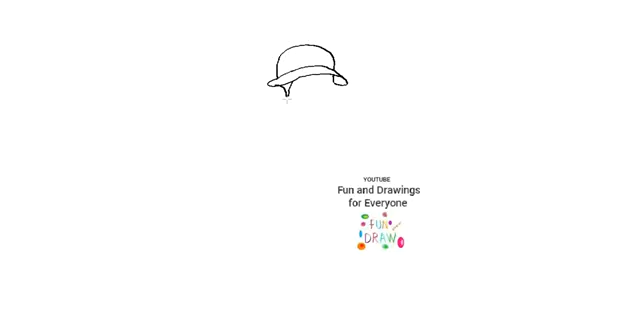 YOUTUBE
Fun and Drawings
for Everyone
FUN
DRAW